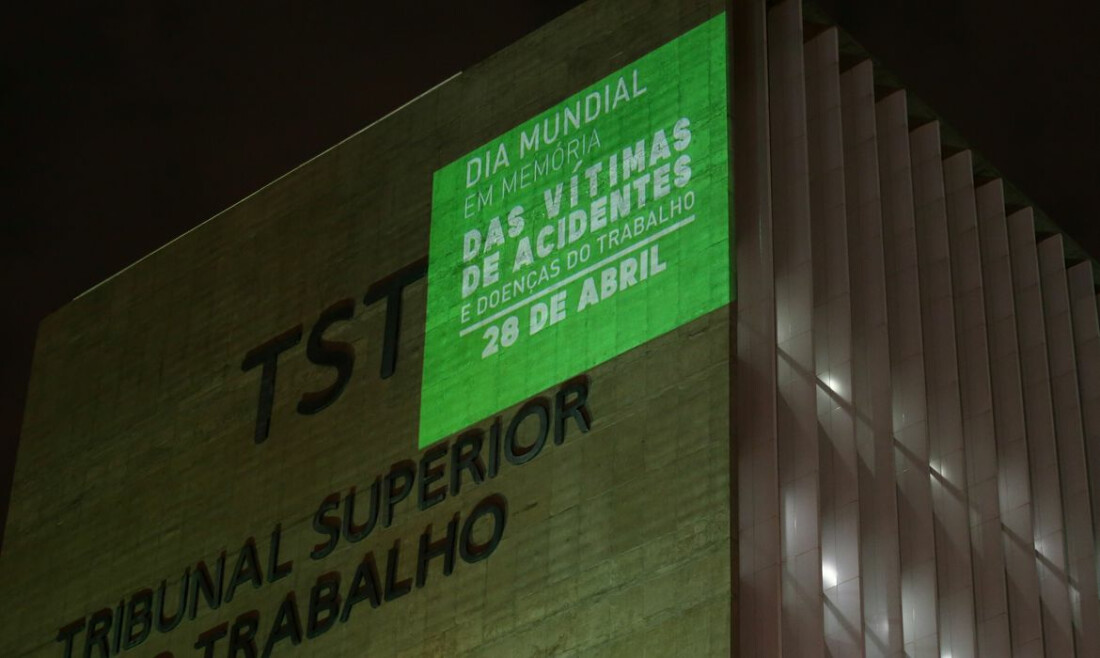 DIA MUNDIAL
EM MEMÓRIA
DAS VÍTIMAS
DE ACIDENTES
E DOENÇAS DO TRABALHO
28 DE ABRIL
TST
TRIBUNAL SUPERIOR
TRABALHO